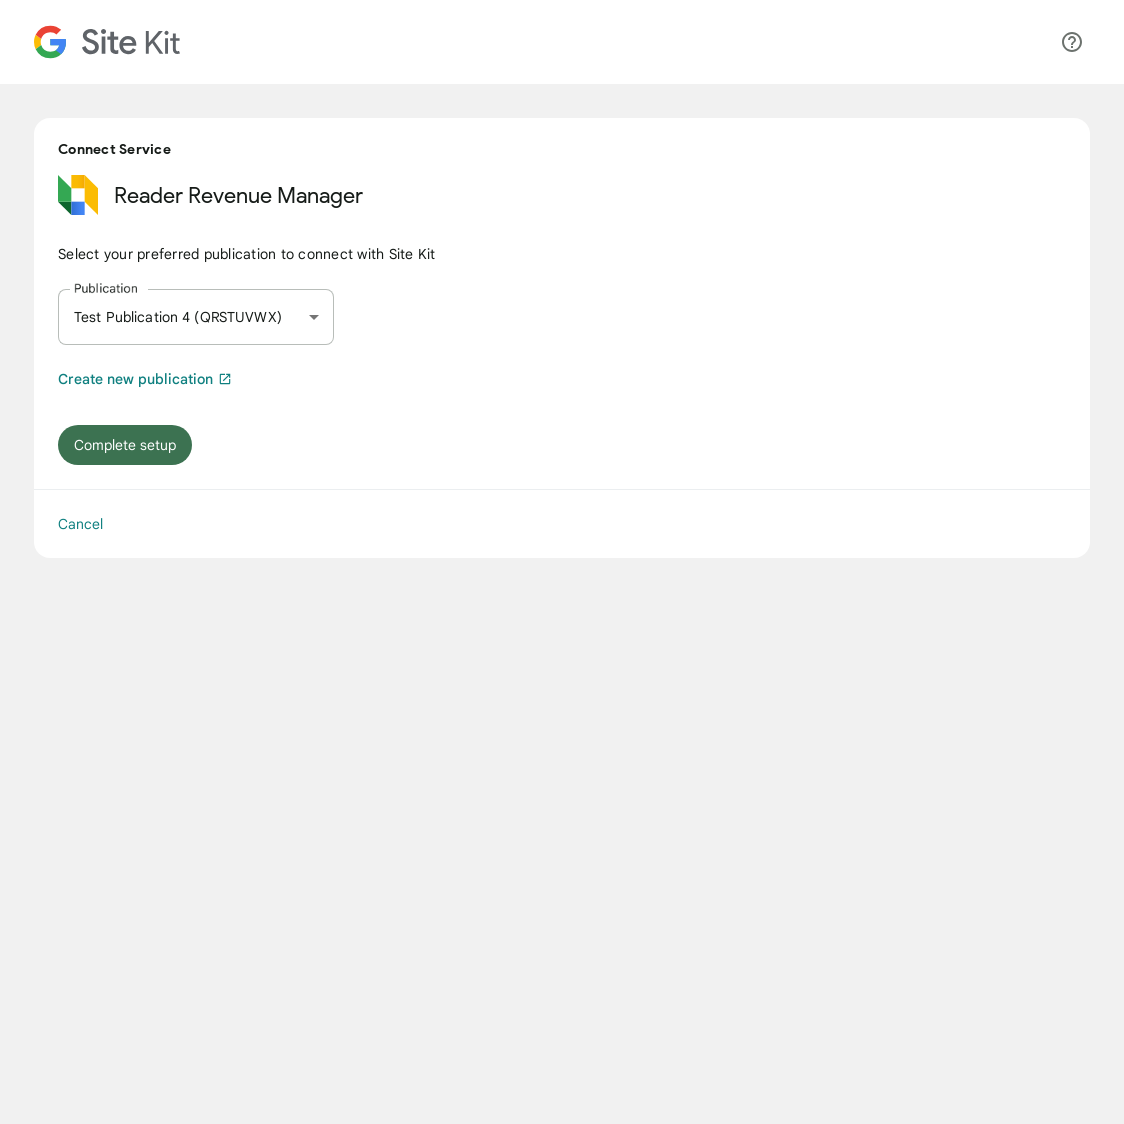 Site Kit
Connect Service
Reader Revenue Manager
Select your preferred publication to connect with Site Kit
Publication
Test Publication 4 (QRSTUVWX)
Create new publication
Complete setup
Cancel